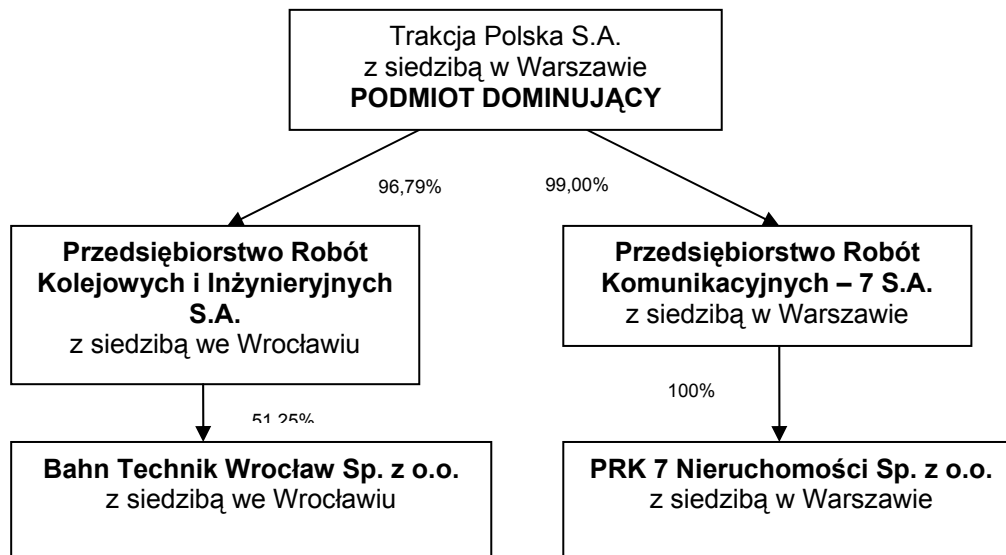 Trakcja Polska S.A.
z siedzibą w Warszawie
PODMIOT DOMINUJĄCY
96,79%
99,00%
Przedsiębiorstwo Robót
Kolejowych i Inżynieryjnych
S.A.
z siedzibą we Wrocławiu
Przedsiębiorstwo Robót
Komunikacyjnych – 7 S.A.
z siedzibą w Warszawie
51,25%
100%
Bahn Technik Wrocław Sp. z o.o.
z siedzibą we Wrocławiu
PRK 7 Nieruchomości Sp. z o.o.
z siedzibą w Warszawie